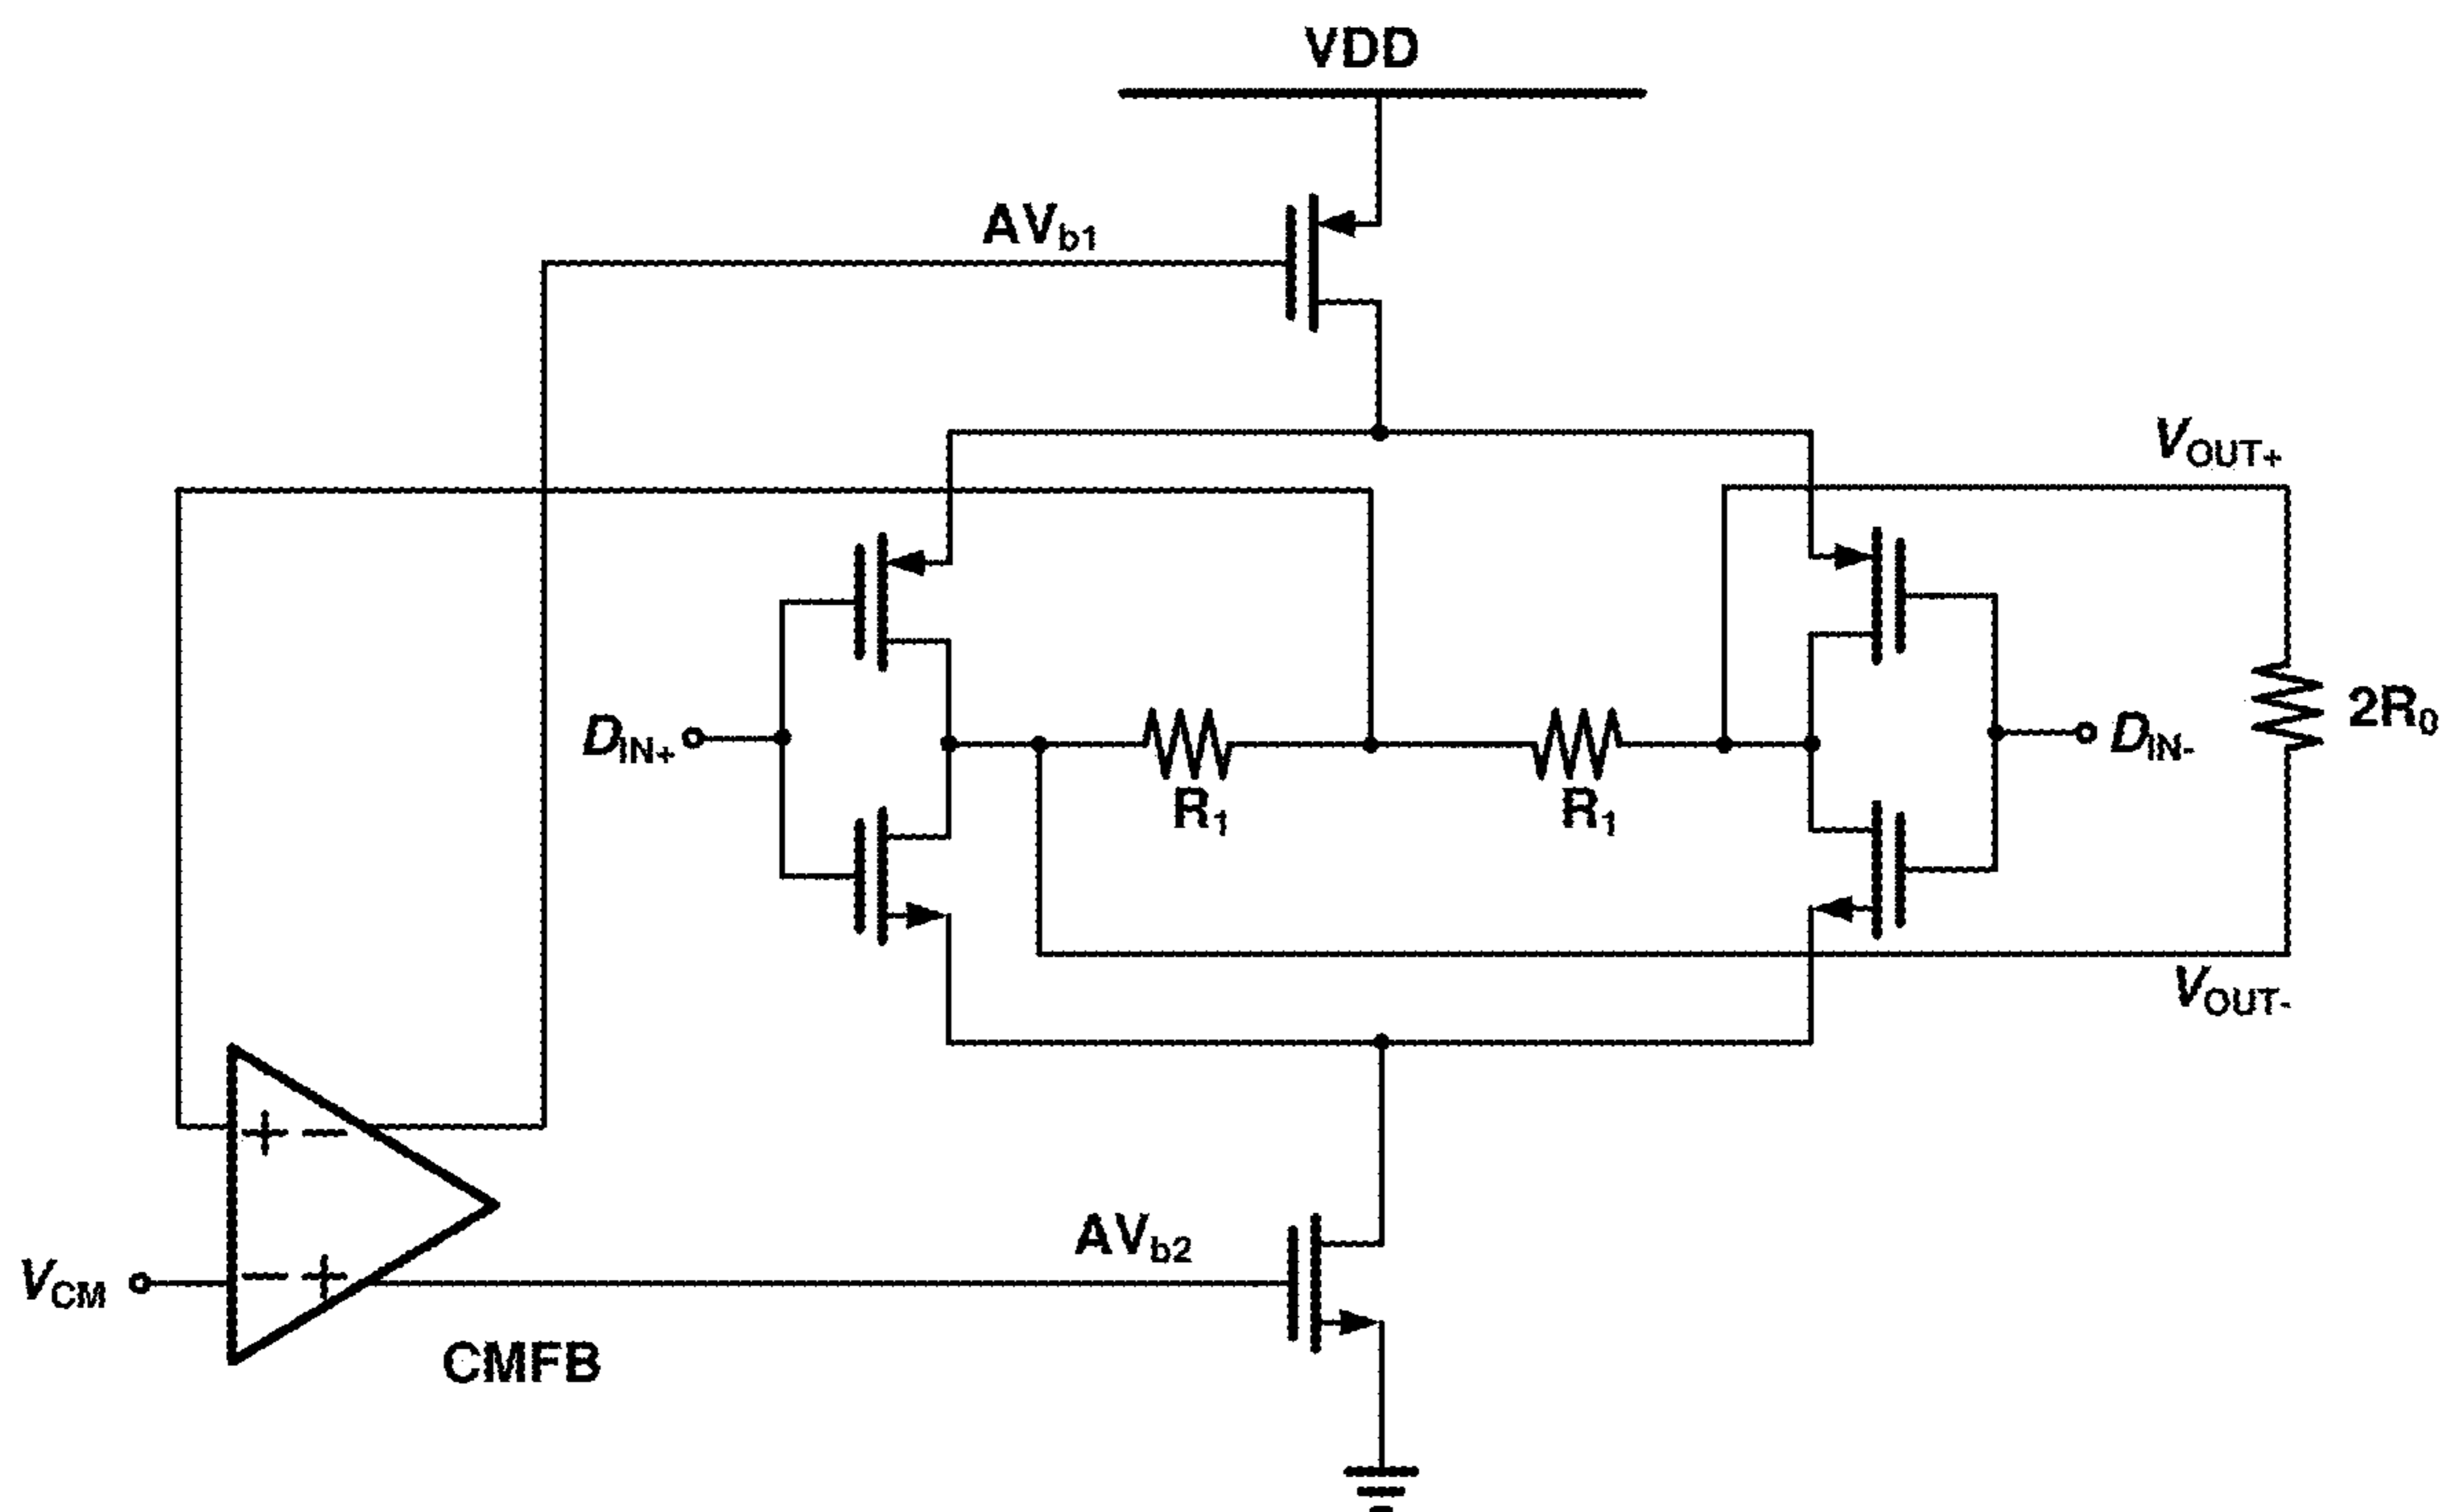 VDD
AVb1
VOUT+
DIN+
R1
R1
DIN-
2R0
VOUT-
+ −
AVb2
VCM
− +
CMFB